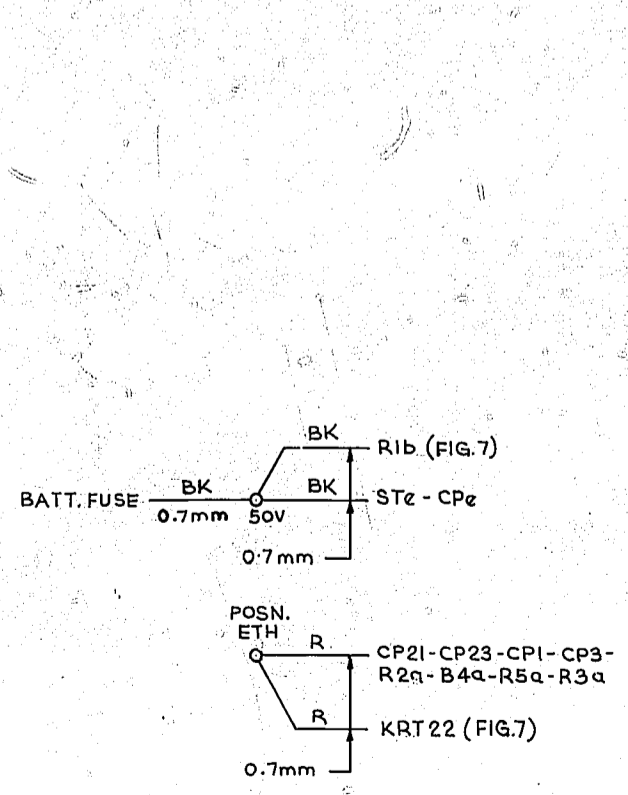 BK
R1b (FIG.7)
BATT. FUSE
BK
BK
STe - CPe
0.7mm
50V
0.7mm
POSN.
ETH
R
CP21-CP23-CP1-CP3-
R2a-B4a-R5a-R3a
R
KRT22 (FIG.7)
0.7mm